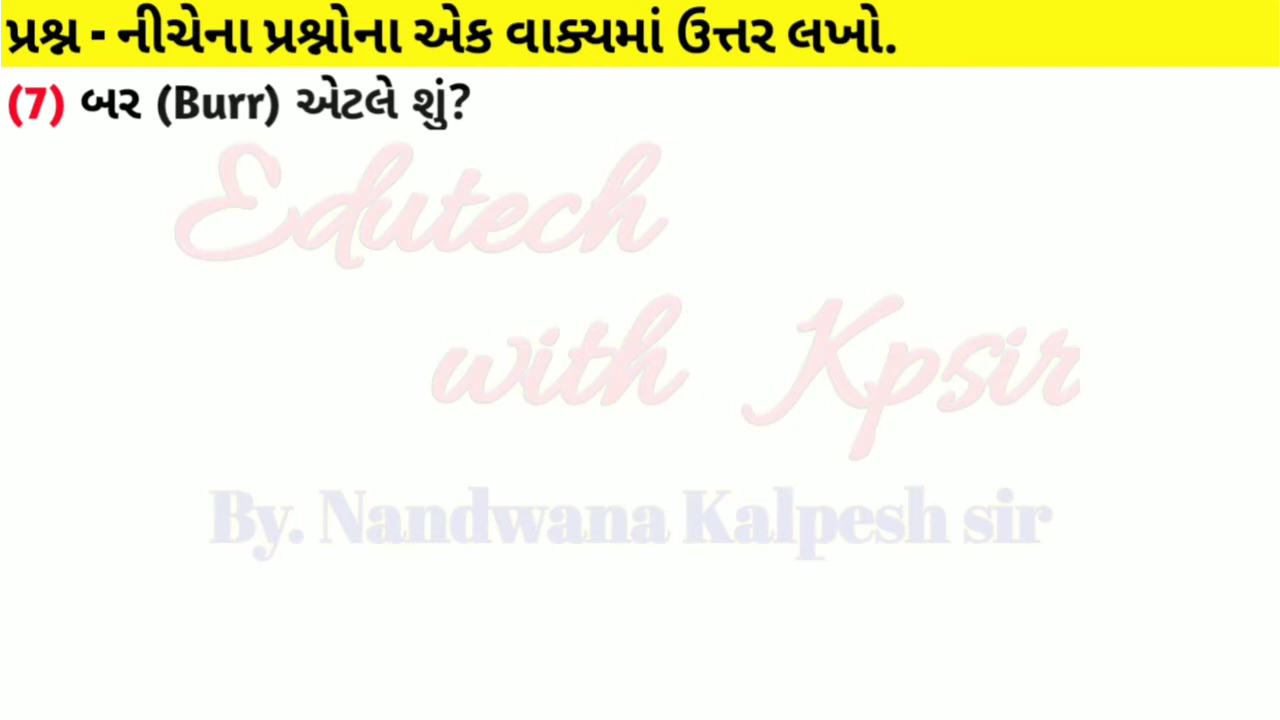 પ્રશ્ન - નીચેના પ્રશ્નોના એક વાક્યમાં ઉત્તર લખો.
(7) બર (Burr) એટલે શું?
Edutech
with Kpsir
By. Nandwana Kalpesh sir